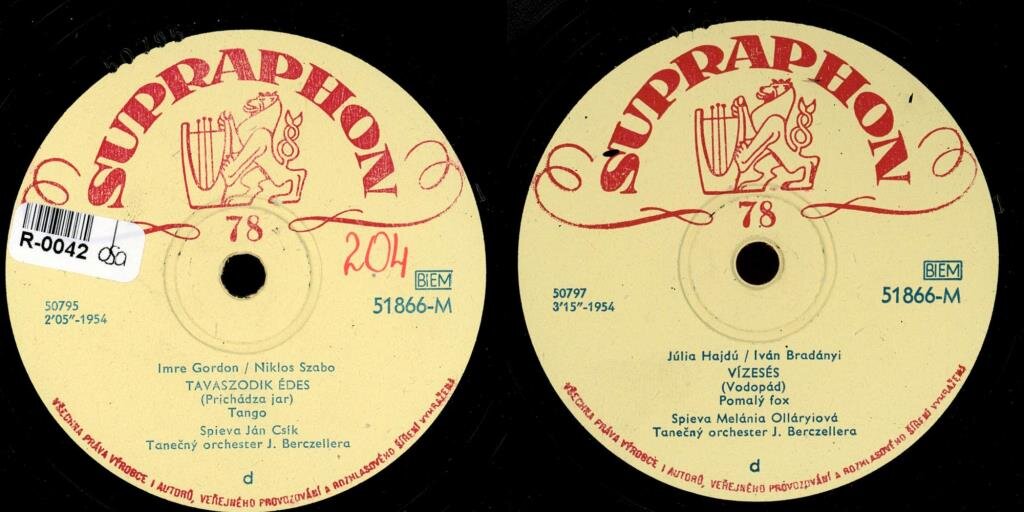 SUPRAPHON
78
R-0042 osa
204
BIEM
51866-M
50795
2'05"-1954
Imre Gordon / Niklos Szabo
TAVASZODIK ÉDES
(Prichádza jar)
Tango
Spieva Ján Csík
Tanečný orchester J. Berczellera
d
VŠECHNA PRÁVA VÝROBCE I AUTORŮ, VEŘEJNÉHO PROVOZOVÁNÍ A ROZHLASOVÉHO ŠÍŘENÍ VYHRAŽENA
SUPRAPHON
78
BIEM
51866-M
50797
3'15"-1954
Júlia Hajdú / Iván Bradányi
VÍZESÉS
(Vodopád)
Pomalý fox
Spieva Melánia Olláryiová
Tanečný orchester J. Berczellera
d
VŠECHNA PRÁVA VÝROBCE I AUTORŮ, VEŘEJNÉHO PROVOZOVÁNÍ A ROZHLASOVÉHO ŠÍŘENÍ VYHRAŽENA